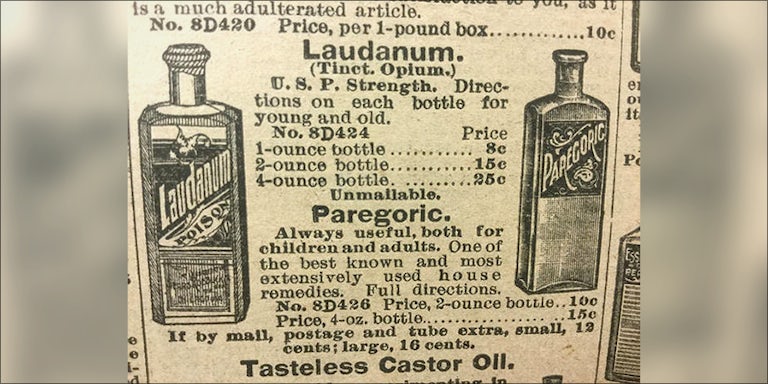 is a much adulterated article.
to you, as it
No. 8D420 Price, per 1-pound box.............10c
Laudanum.
(Tinct. Opium.)
U. S. P. Strength. Direc-
tions on each bottle for
young and old.
No. 8D424 Price
1-ounce bottle........... 8c
2-ounce bottle...........15c
4-ounce bottle. .........25c
Unmailable.
Laudanum
POISON
PAREGORIC
Paregoric.
Always useful, both for
children and adults. One of
the best known and most
extensively used house
remedies. Full directions.
No. 8D426 Price, 2-ounce bottle..10c
Price, 4-oz. bottle....................15c
If by mail, postage and tube extra, small, 12
cents; large, 16 cents.
Tasteless Castor Oil.